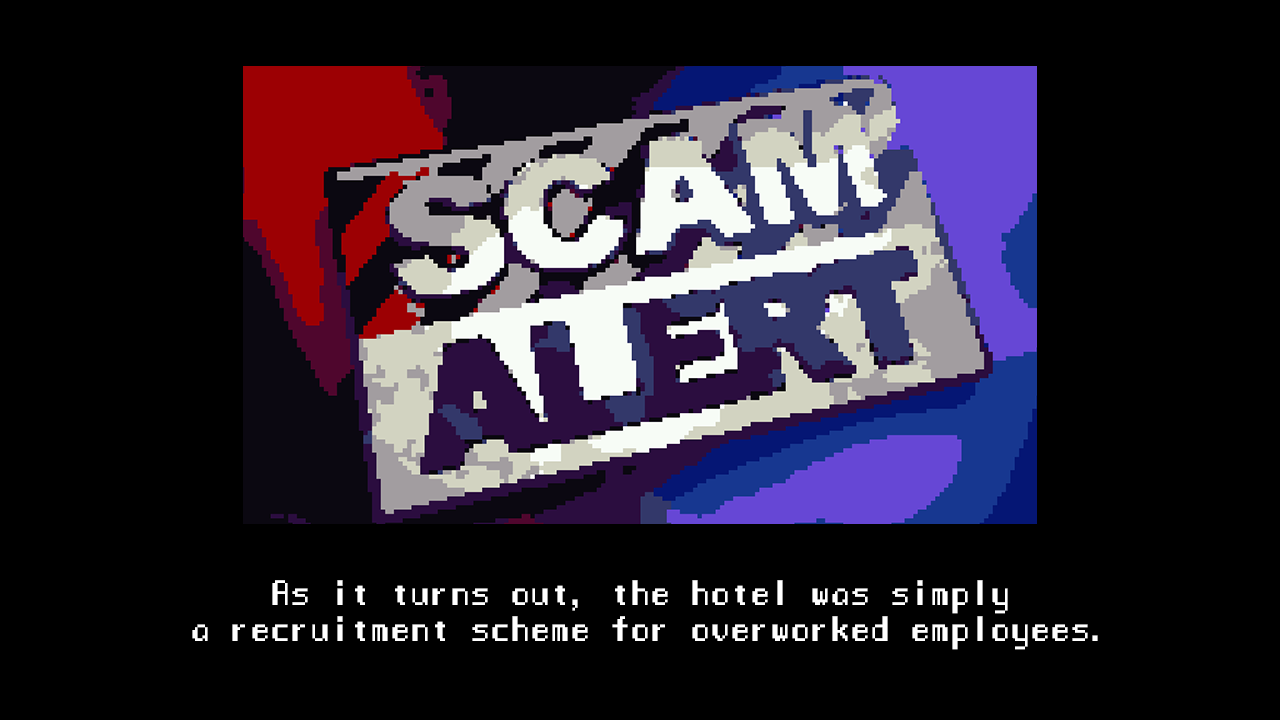 SCAM
ALERT
As it turns out, the hotel was simply
a recruitment scheme for overworked employees.